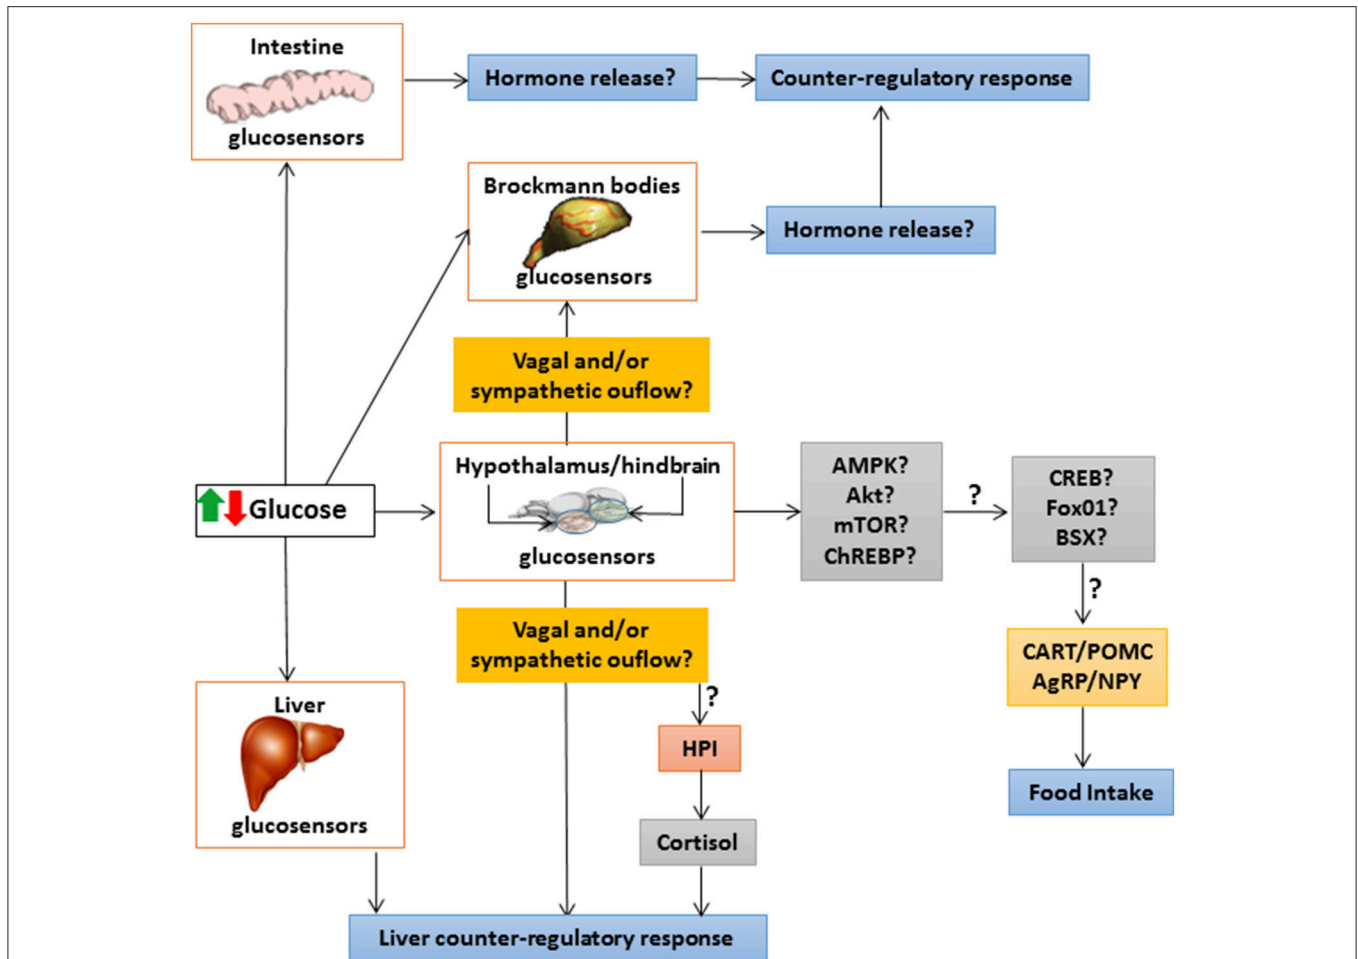 Intestine
glucosensors
Hormone release?
Counter-regulatory response
Brockmann bodies
glucosensors
Hormone release?
Vagal and/or
sympathetic ouflow?
Glucose
Hypothalamus/hindbrain
glucosensors
AMPK?
Akt?
mTOR?
ChREBP?
?
CREB?
Fox01?
BSX?
?
Vagal and/or
sympathetic ouflow?
CART/POMC
AgRP/NPY
?
Liver
glucosensors
HPI
Food Intake
Cortisol
Liver counter-regulatory response